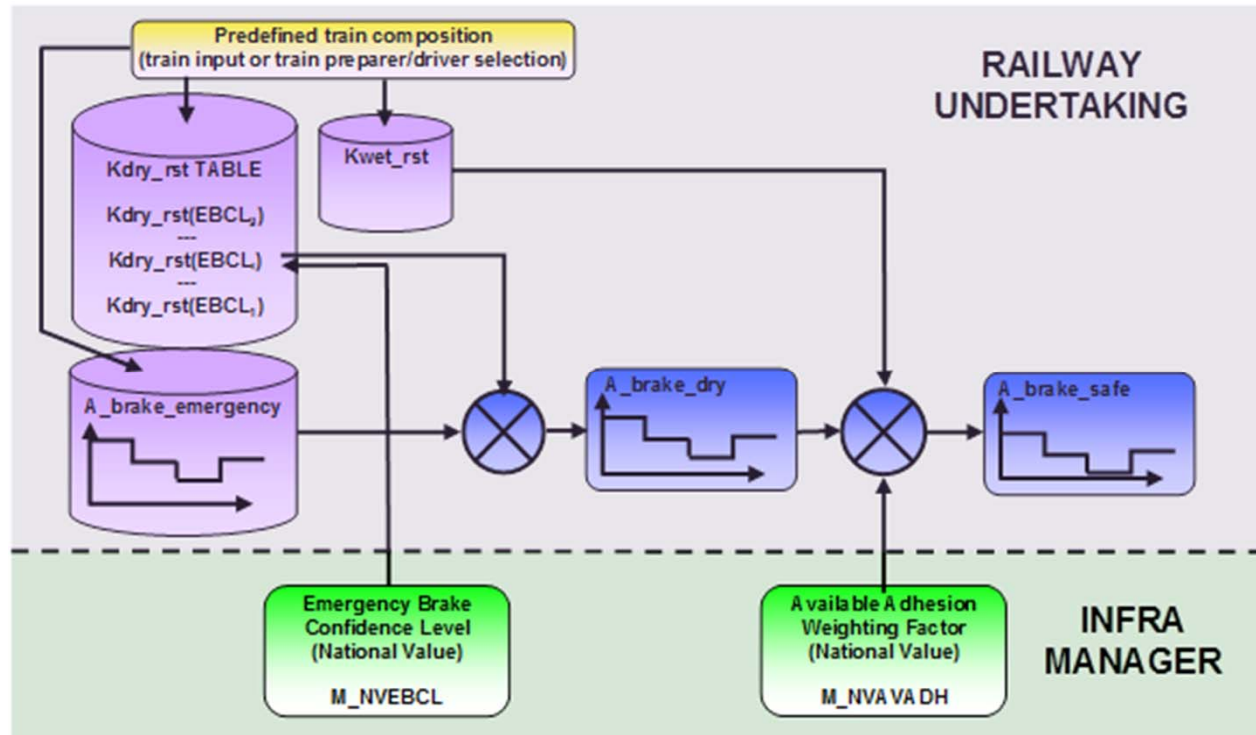 Predefined train composition
(train input or train preparer/driver selection)
RAILWAY
UNDERTAKING
Kdry_rst TABLE
Kdry_rst(EBCL₉)
---
Kdry_rst(EBCLᵢ)
---
Kdry_rst(EBCL₁)
Kwet_rst
A_brake_emergency
A_brake_dry
A_brake_safe
Emergency Brake
Confidence Level
(National Value)
M_NVEBCL
Available Adhesion
Weighting Factor
(National Value)
M_NVAVADH
INFRA
MANAGER